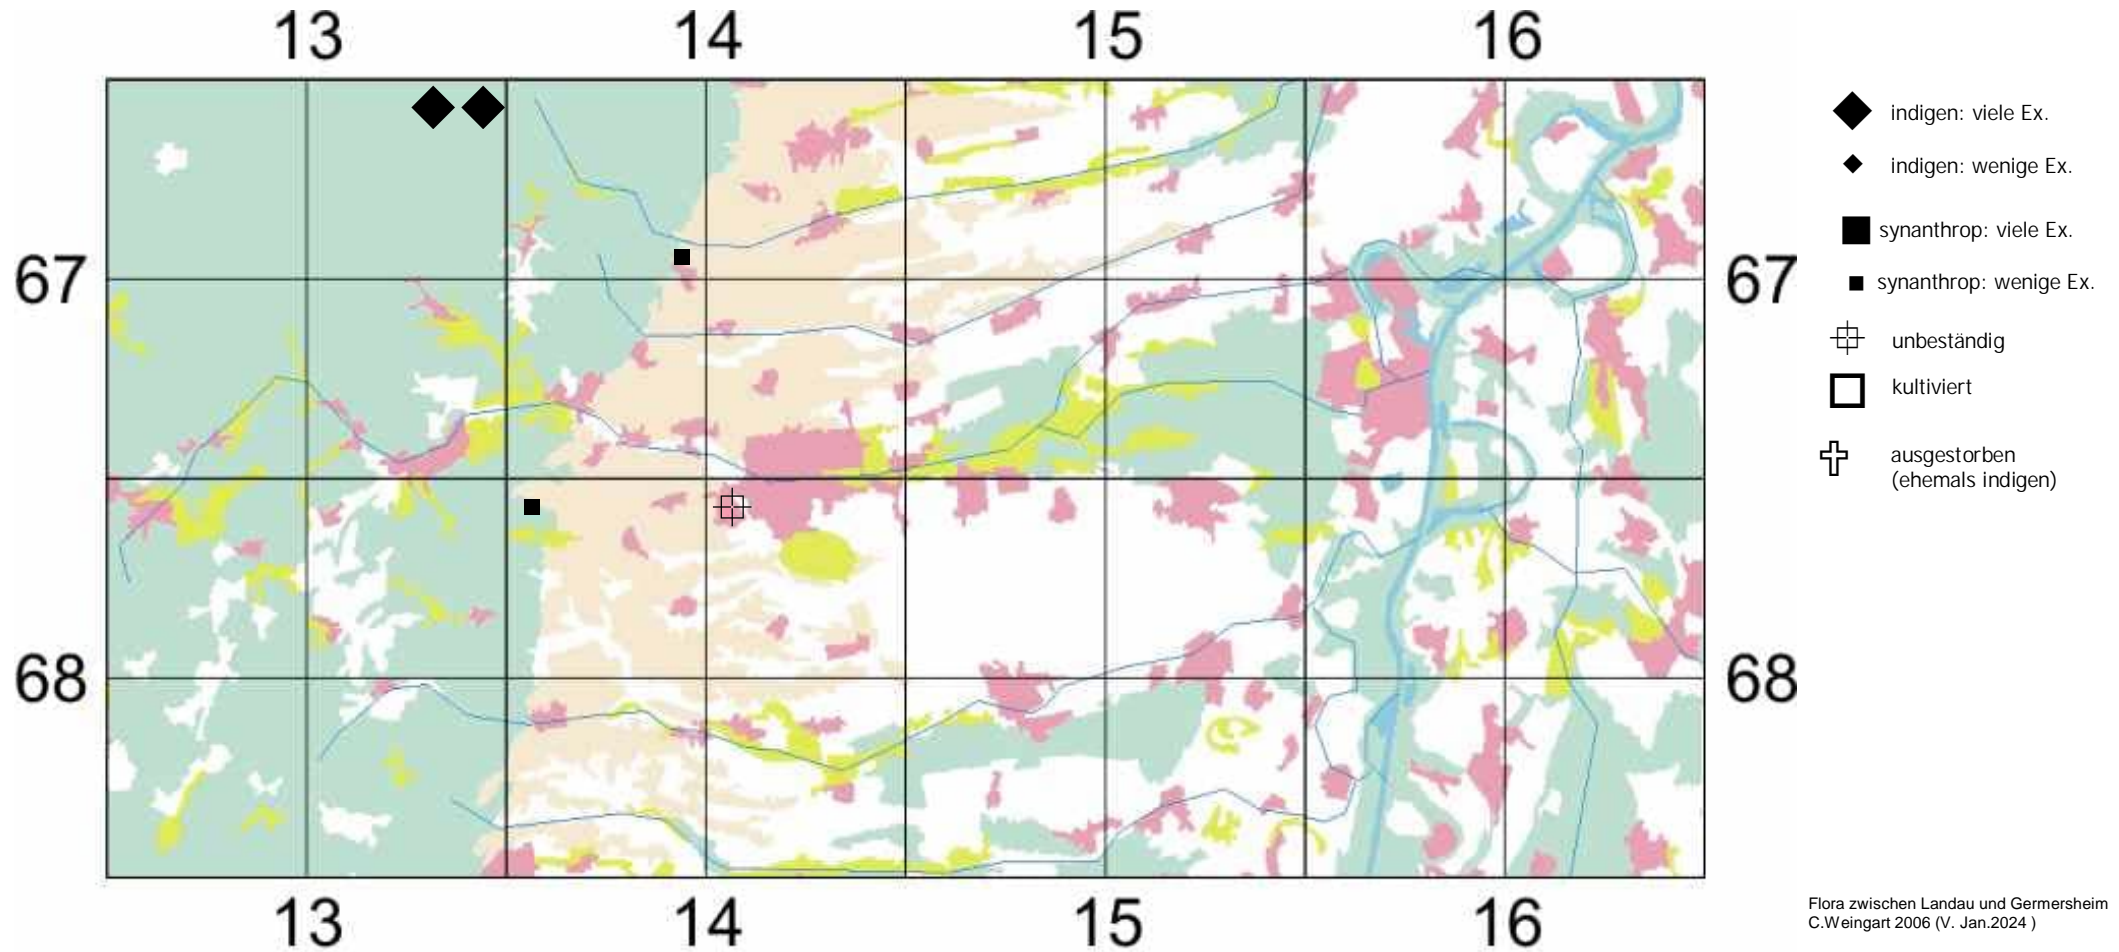 13 14 15 16
indigen: viele Ex.
indigen: wenige Ex.
synanthrop: viele Ex.
67 67
synanthrop: wenige Ex.
unbeständig
kultiviert
ausgestorben
(ehemals indigen)
68 68
13 14 15 16
Flora zwischen Landau und Germersheim
C.Weingart 2006 (V. Jan.2024 )